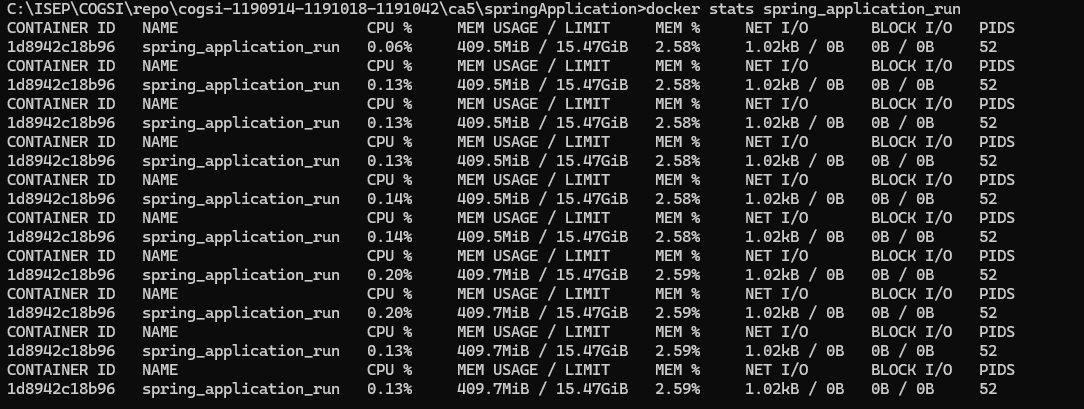 C:\ISEP\COGSI\repo\cogsi-1190914-1191018-1191042\ca5\springApplication>docker stats spring_application_run
CONTAINER ID   NAME                     CPU %     MEM USAGE / LIMIT     MEM %     NET I/O         BLOCK I/O   PIDS
1d8942c18b96   spring_application_run   0.06%     409.5MiB / 15.47GiB   2.58%     1.02kB / 0B   0B / 0B     52
CONTAINER ID   NAME                     CPU %     MEM USAGE / LIMIT     MEM %     NET I/O         BLOCK I/O   PIDS
1d8942c18b96   spring_application_run   0.13%     409.5MiB / 15.47GiB   2.58%     1.02kB / 0B   0B / 0B     52
CONTAINER ID   NAME                     CPU %     MEM USAGE / LIMIT     MEM %     NET I/O         BLOCK I/O   PIDS
1d8942c18b96   spring_application_run   0.13%     409.5MiB / 15.47GiB   2.58%     1.02kB / 0B   0B / 0B     52
CONTAINER ID   NAME                     CPU %     MEM USAGE / LIMIT     MEM %     NET I/O         BLOCK I/O   PIDS
1d8942c18b96   spring_application_run   0.13%     409.5MiB / 15.47GiB   2.58%     1.02kB / 0B   0B / 0B     52
CONTAINER ID   NAME                     CPU %     MEM USAGE / LIMIT     MEM %     NET I/O         BLOCK I/O   PIDS
1d8942c18b96   spring_application_run   0.14%     409.5MiB / 15.47GiB   2.58%     1.02kB / 0B   0B / 0B     52
CONTAINER ID   NAME                     CPU %     MEM USAGE / LIMIT     MEM %     NET I/O         BLOCK I/O   PIDS
1d8942c18b96   spring_application_run   0.14%     409.5MiB / 15.47GiB   2.58%     1.02kB / 0B   0B / 0B     52
CONTAINER ID   NAME                     CPU %     MEM USAGE / LIMIT     MEM %     NET I/O         BLOCK I/O   PIDS
1d8942c18b96   spring_application_run   0.20%     409.7MiB / 15.47GiB   2.59%     1.02kB / 0B   0B / 0B     52
CONTAINER ID   NAME                     CPU %     MEM USAGE / LIMIT     MEM %     NET I/O         BLOCK I/O   PIDS
1d8942c18b96   spring_application_run   0.20%     409.7MiB / 15.47GiB   2.59%     1.02kB / 0B   0B / 0B     52
CONTAINER ID   NAME                     CPU %     MEM USAGE / LIMIT     MEM %     NET I/O         BLOCK I/O   PIDS
1d8942c18b96   spring_application_run   0.13%     409.7MiB / 15.47GiB   2.59%     1.02kB / 0B   0B / 0B     52
CONTAINER ID   NAME                     CPU %     MEM USAGE / LIMIT     MEM %     NET I/O         BLOCK I/O   PIDS
1d8942c18b96   spring_application_run   0.13%     409.7MiB / 15.47GiB   2.59%     1.02kB / 0B   0B / 0B     52